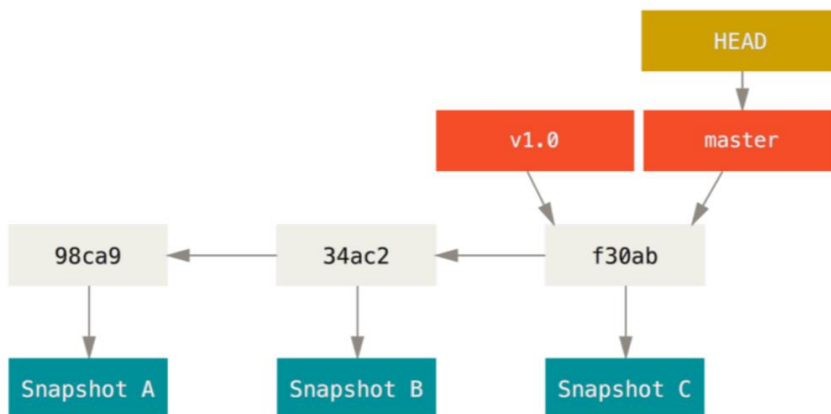 HEAD
v1.0
master
98ca9
34ac2
f30ab
Snapshot A
Snapshot B
Snapshot C